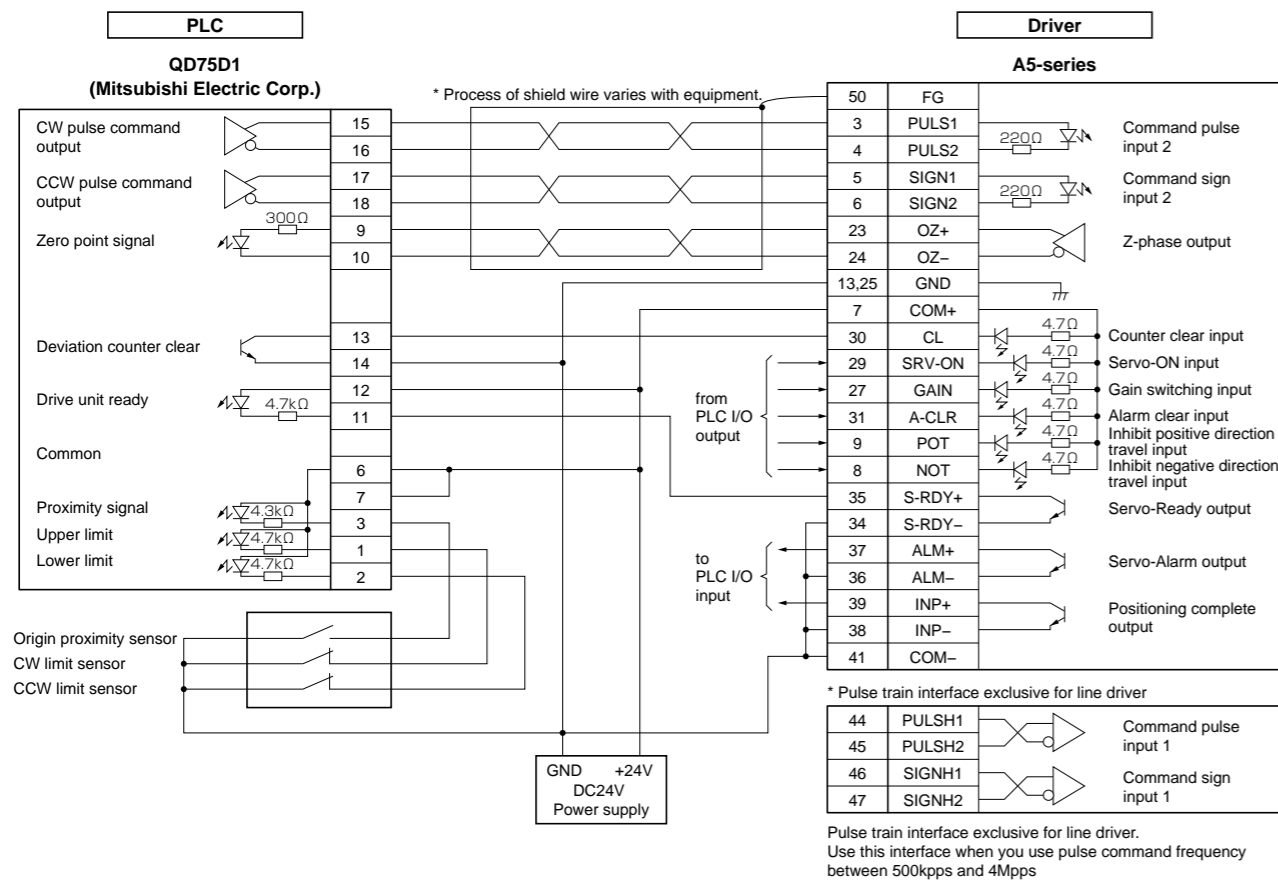 PLC
Driver
QD75D1
(Mitsubishi Electric Corp.)
A5-series
* Process of shield wire varies with equipment.
CW pulse command
output
15
16
CCW pulse command
output
17
18
300Ω
Zero point signal
9
10
Deviation counter clear
13
14
Drive unit ready
12
4.7kΩ
11
Common
6
7
Proximity signal
4.3kΩ
3
Upper limit
4.7kΩ
1
Lower limit
4.7kΩ
2
Origin proximity sensor
CW limit sensor
CCW limit sensor
GND +24V
DC24V
Power supply
from
PLC I/O
output
to
PLC I/O
input
50 FG
3 PULS1
4 PULS2
220Ω
Command pulse
input 2
5 SIGN1
6 SIGN2
220Ω
Command sign
input 2
23 OZ+
24 OZ−
Z-phase output
13,25 GND
7 COM+
30 CL 4.7Ω Counter clear input
29 SRV-ON 4.7Ω Servo-ON input
27 GAIN 4.7Ω Gain switching input
31 A-CLR 4.7Ω Alarm clear input
9 POT 4.7Ω Inhibit positive direction
travel input
8 NOT 4.7Ω Inhibit negative direction
travel input
35 S-RDY+
34 S-RDY−
Servo-Ready output
37 ALM+
36 ALM−
Servo-Alarm output
39 INP+
38 INP−
Positioning complete
output
41 COM−
* Pulse train interface exclusive for line driver
44 PULSH1
45 PULSH2
Command pulse
input 1
46 SIGNH1
47 SIGNH2
Command sign
input 1
Pulse train interface exclusive for line driver.
Use this interface when you use pulse command frequency
between 500kpps and 4Mpps